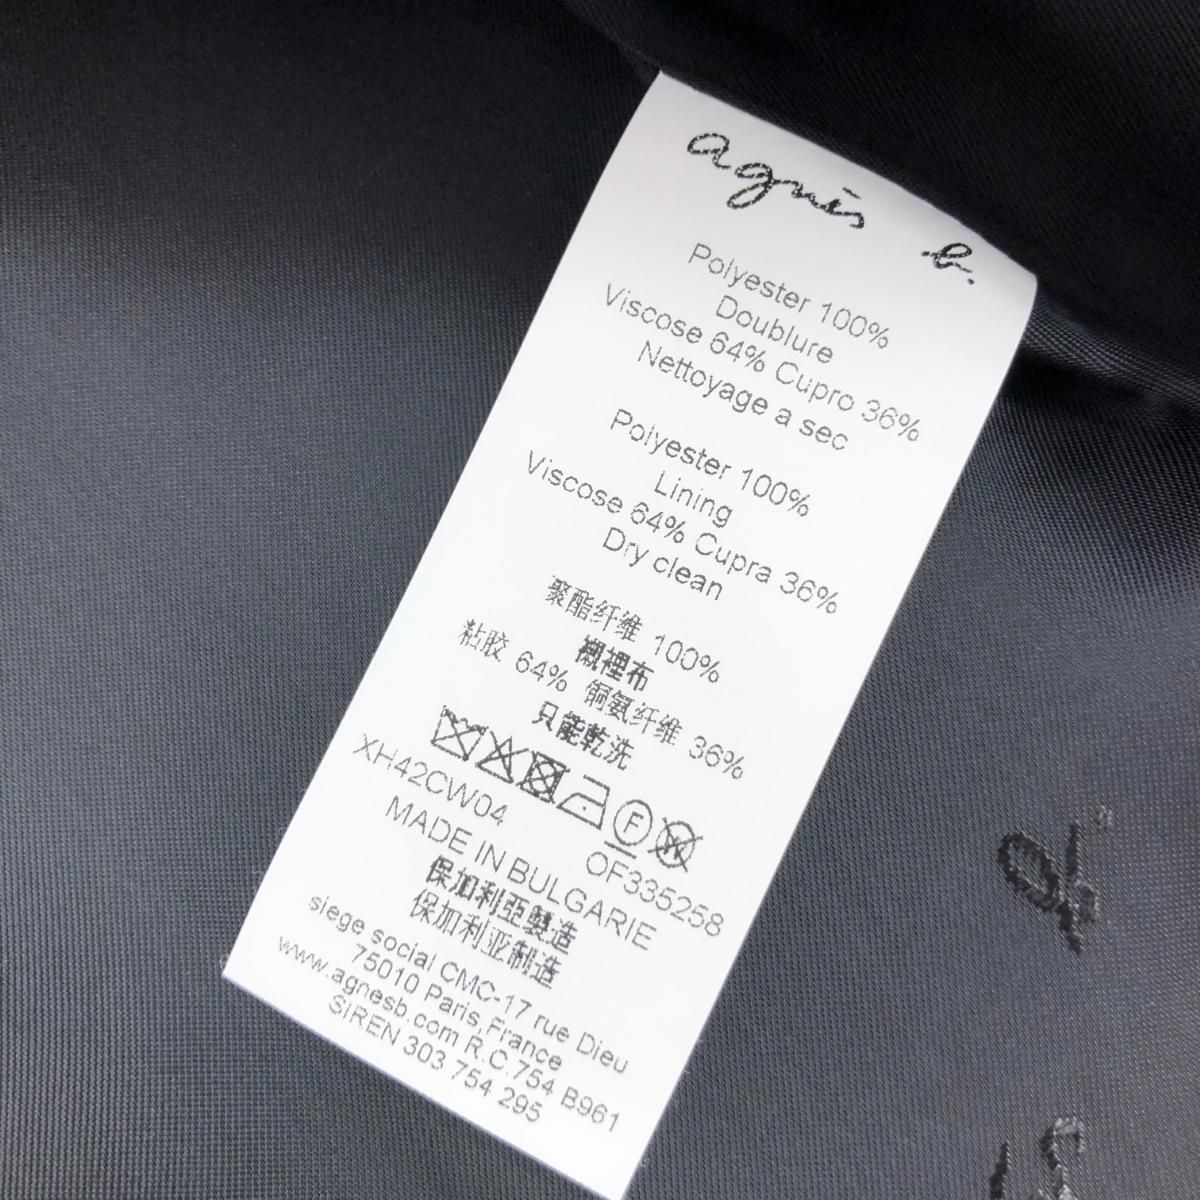 agnès b.
Polyester 100%
Doublure
Viscose 64% Cupro 36%
Nettoyage a sec
Polyester 100%
Lining
Viscose 64% Cupra 36%
Dry clean
聚酯纤维 100%
襯裡布
粘胶 64% 铜氨纤维 36%
只能乾洗
F W
XH42CW04 OF335258
MADE IN BULGARIE
保加利亞製造
保加利亚制造
siege social CMC-17 rue Dieu
75010 Paris, France
www.agnesb.com R.C.754 B961
SIREN 303 754 295